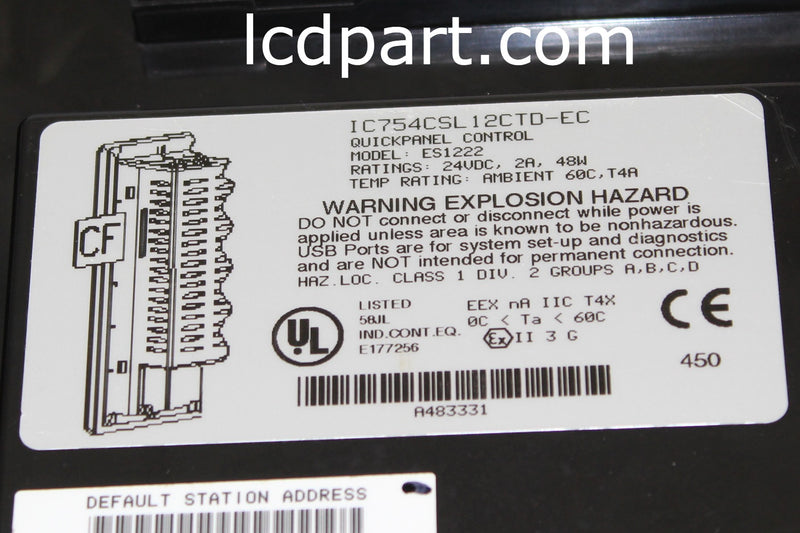 lcdpart.com
IC754CSL12CTD-EC
QUICKPANEL CONTROL
MODEL: ES1222
RATINGS: 24VDC, 2A, 48W
TEMP RATING: AMBIENT 60C,T4A
WARNING EXPLOSION HAZARD
DO NOT connect or disconnect while power is
applied unless area is known to be nonhazardous.
USB Ports are for system set-up and diagnostics
and are NOT intended for permanent connection.
HAZ.LOC. CLASS 1 DIV. 2 GROUPS A,B,C,D
CF
UL
LISTED
58JL
IND.CONT.EQ.
E177256
EEX nA IIC T4X
0C < Ta < 60C
Ex II 3 G
CE
450
A483331
DEFAULT STATION ADDRESS